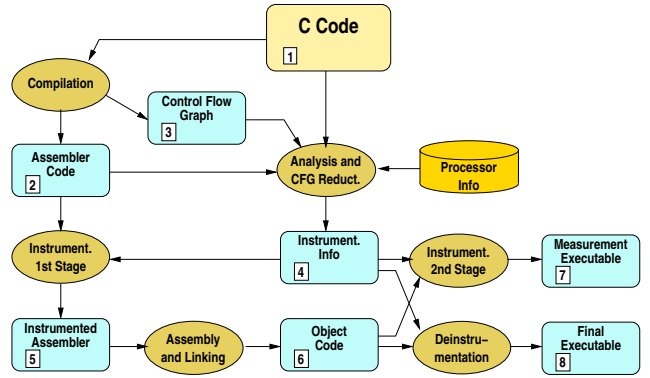 C Code
1
Compilation
Control Flow
Graph
3
Assembler
Code
2
Analysis and
CFG Reduct.
Processor
Info
Instrument.
1st Stage
Instrument.
Info
4
Instrument.
2nd Stage
Measurement
Executable
7
Instrumented
Assembler
5
Assembly
and Linking
Object
Code
6
Deinstru-
mentation
Final
Executable
8